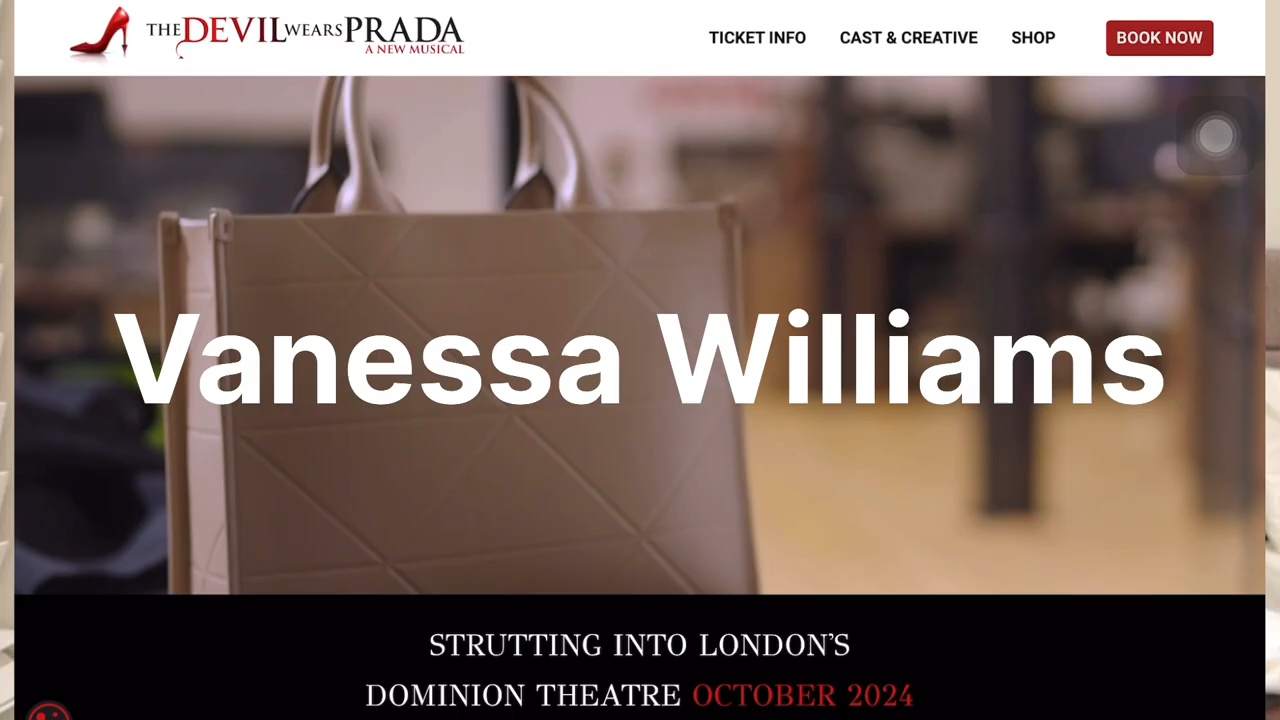 THE DEVIL WEARS PRADA
A NEW MUSICAL
TICKET INFO CAST & CREATIVE SHOP BOOK NOW
Vanessa Williams
STRUTTING INTO LONDON'S
DOMINION THEATRE OCTOBER 2024